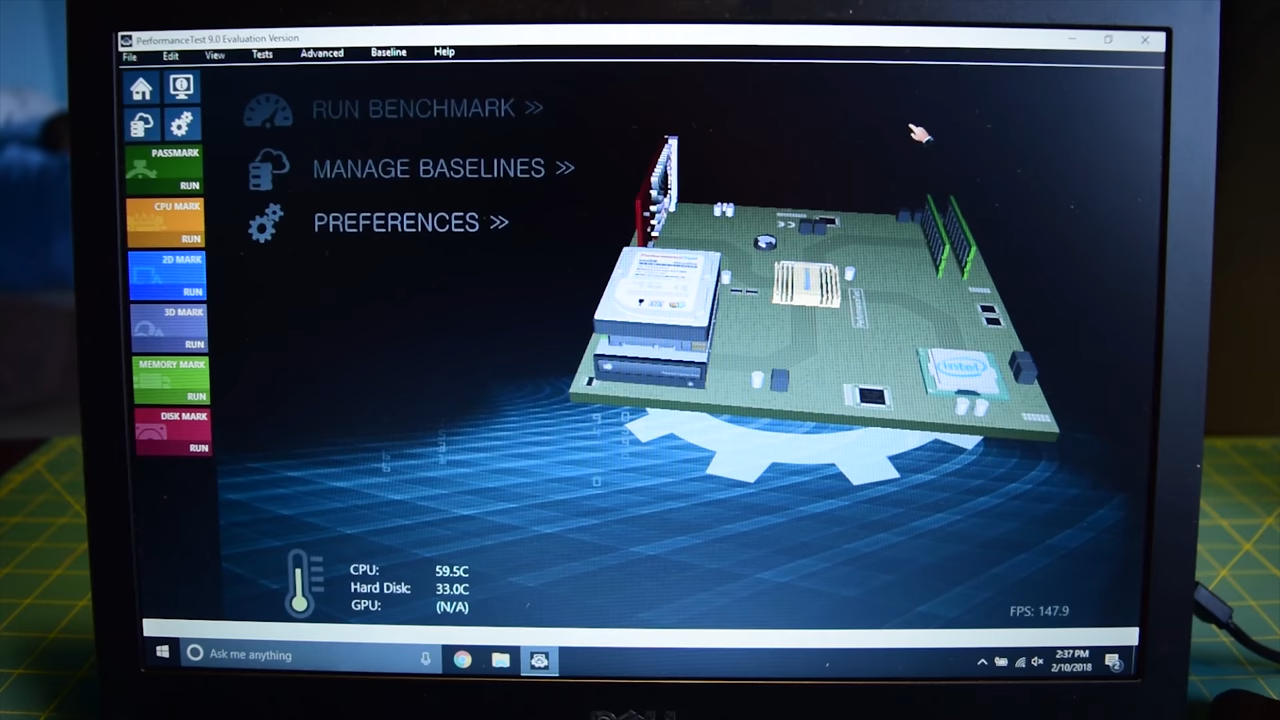 PerformanceTest 9.0 Evaluation Version
File Edit View Tests Advanced Baseline Help
RUN BENCHMARK >>
MANAGE BASELINES >>
PREFERENCES >>
PASSMARK
RUN
CPU MARK
RUN
2D MARK
RUN
3D MARK
RUN
MEMORY MARK
RUN
DISK MARK
RUN
intel
CPU: 59.5C
Hard Disk: 33.0C
GPU: (N/A)
FPS: 147.9
Ask me anything
2:37 PM
2/10/2018
2